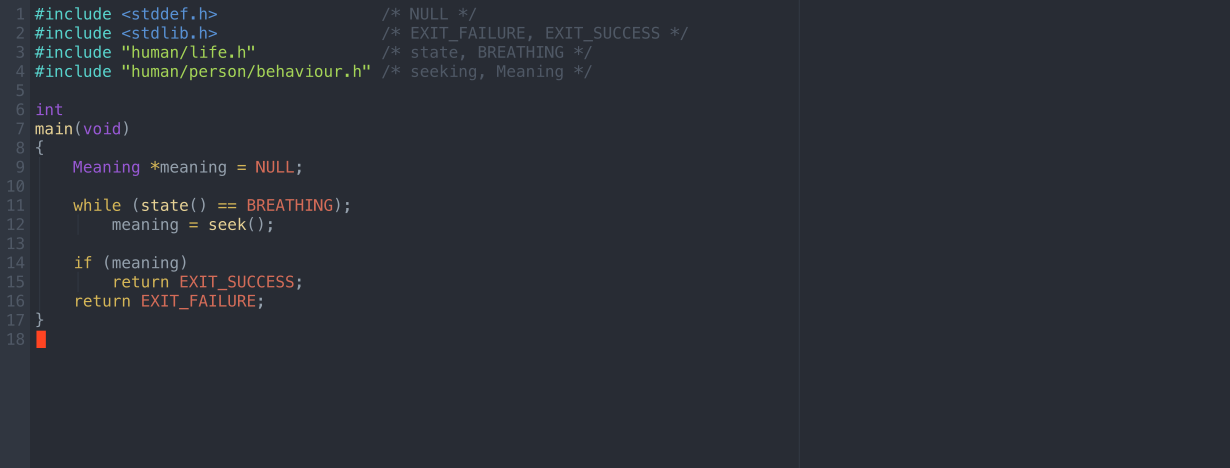 1 #include <stddef.h> /* NULL */
2 #include <stdlib.h> /* EXIT_FAILURE, EXIT_SUCCESS */
3 #include "human/life.h" /* state, BREATHING */
4 #include "human/person/behaviour.h" /* seeking, Meaning */
5
6 int
7 main(void)
8 {
9     Meaning *meaning = NULL;
10
11     while (state() == BREATHING);
12         meaning = seek();
13
14     if (meaning)
15         return EXIT_SUCCESS;
16     return EXIT_FAILURE;
17 }
18